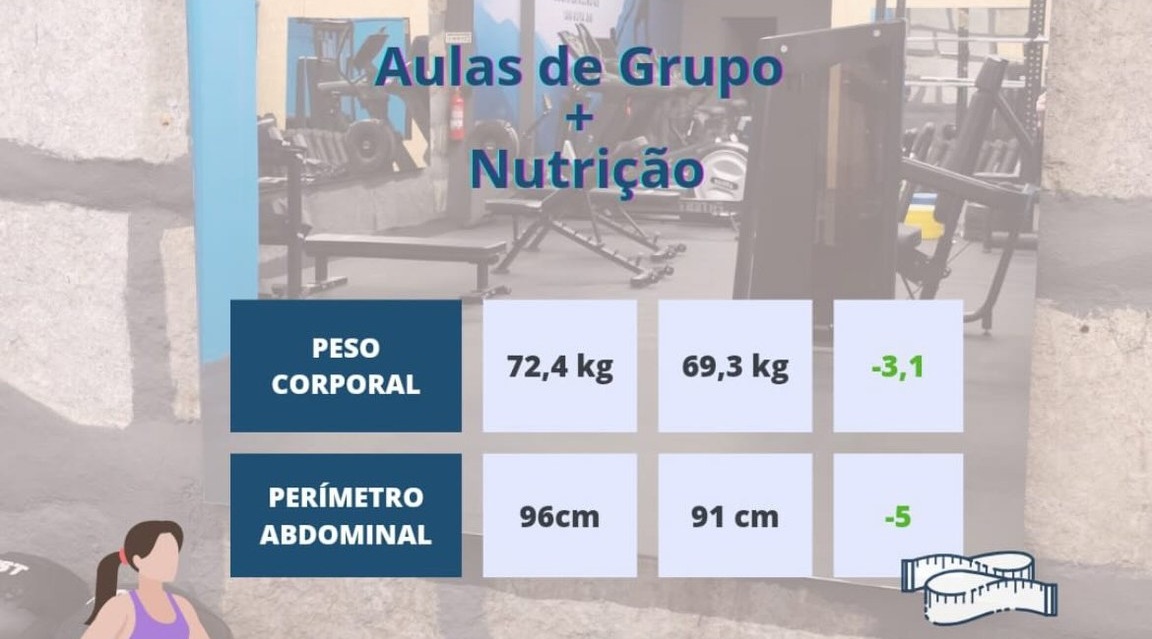 Aulas de Grupo
+
Nutrição
PESO
CORPORAL
72,4 kg
69,3 kg
-3,1
PERÍMETRO
ABDOMINAL
96cm
91 cm
-5